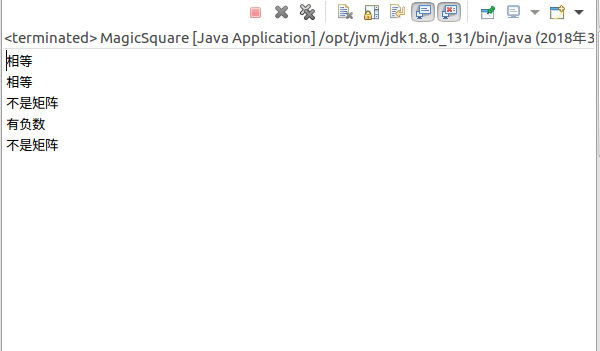 <terminated> MagicSquare [Java Application] /opt/jvm/jdk1.8.0_131/bin/java (2018年3
相等
相等
不是矩阵
有负数
不是矩阵